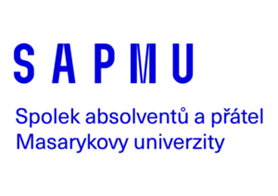 SAPMU
Spolek absolventů a přátel
Masarykovy univerzity